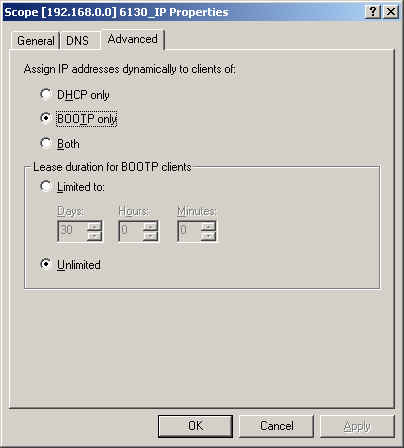 Scope [192.168.0.0] 6130_IP Properties
General DNS Advanced
Assign IP addresses dynamically to clients of:
DHCP only
BOOTP only
Both
Lease duration for BOOTP clients
Limited to:
Days: Hours: Minutes:
30 0 0
Unlimited
OK Cancel Apply